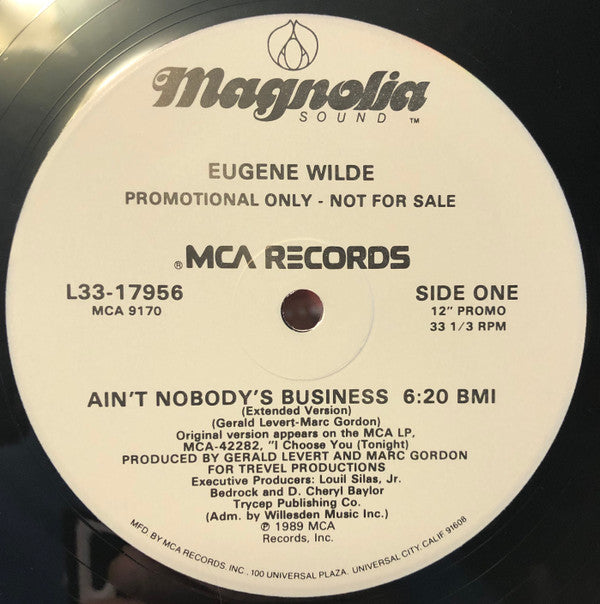 Magnolia
SOUND ™
EUGENE WILDE
PROMOTIONAL ONLY - NOT FOR SALE
®MCA RECORDS
L33-17956
MCA 9170
SIDE ONE
12" PROMO
33 1/3 RPM
AIN'T NOBODY'S BUSINESS 6:20 BMI
(Extended Version)
(Gerald Levert-Marc Gordon)
Original version appears on the MCA LP,
MCA-42282, "I Choose You (Tonight)
PRODUCED BY GERALD LEVERT AND MARC GORDON
FOR TREVEL PRODUCTIONS
Executive Producers: Louil Silas, Jr.
Bedrock and D. Cheryl Baylor
Trycep Publishing Co.
(Adm. by Willesden Music Inc.)
℗ 1989 MCA
Records, Inc.
MFD. BY MCA RECORDS, INC., 100 UNIVERSAL PLAZA, UNIVERSAL CITY, CALIF 91608